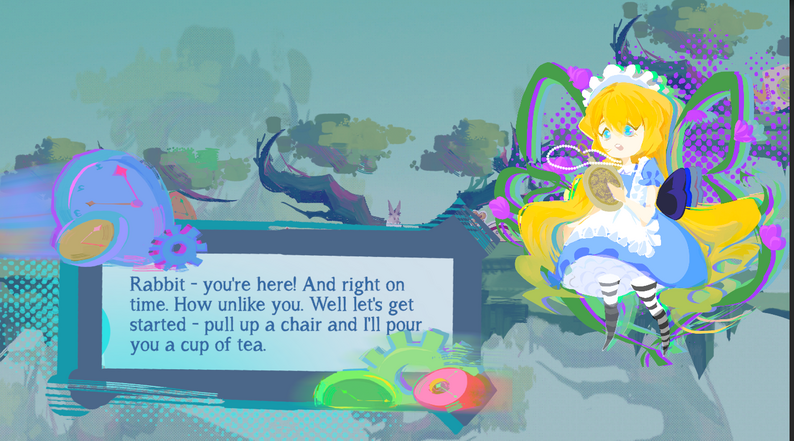 Rabbit - you're here! And right on
time. How unlike you. Well let's get
started - pull up a chair and I'll pour
you a cup of tea.